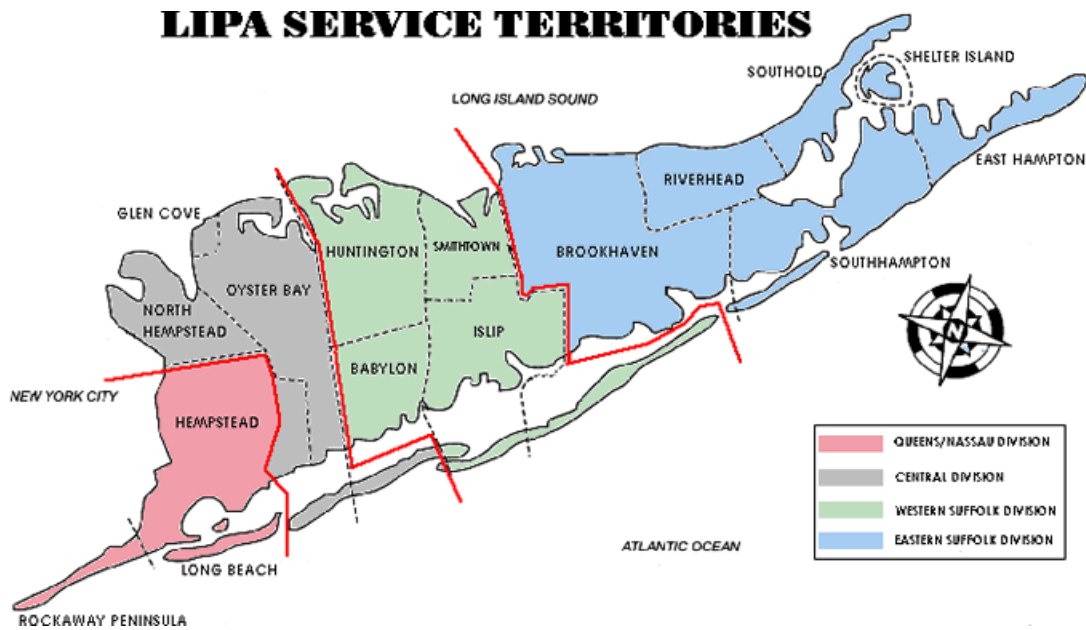 LIPA SERVICE TERRITORIES
SHELTER ISLAND
SOUTHOLD
LONG ISLAND SOUND
EAST HAMPTON
RIVERHEAD
GLEN COVE
HUNTINGTON
SMITHTOWN
BROOKHAVEN
SOUTHHAMPTON
OYSTER BAY
NORTH
HEMPSTEAD
ISLIP
N
BABYLON
NEW YORK CITY
HEMPSTEAD
QUEENS/NASSAU DIVISION
CENTRAL DIVISION
WESTERN SUFFOLK DIVISION
EASTERN SUFFOLK DIVISION
ATLANTIC OCEAN
LONG BEACH
ROCKAWAY PENINSULA